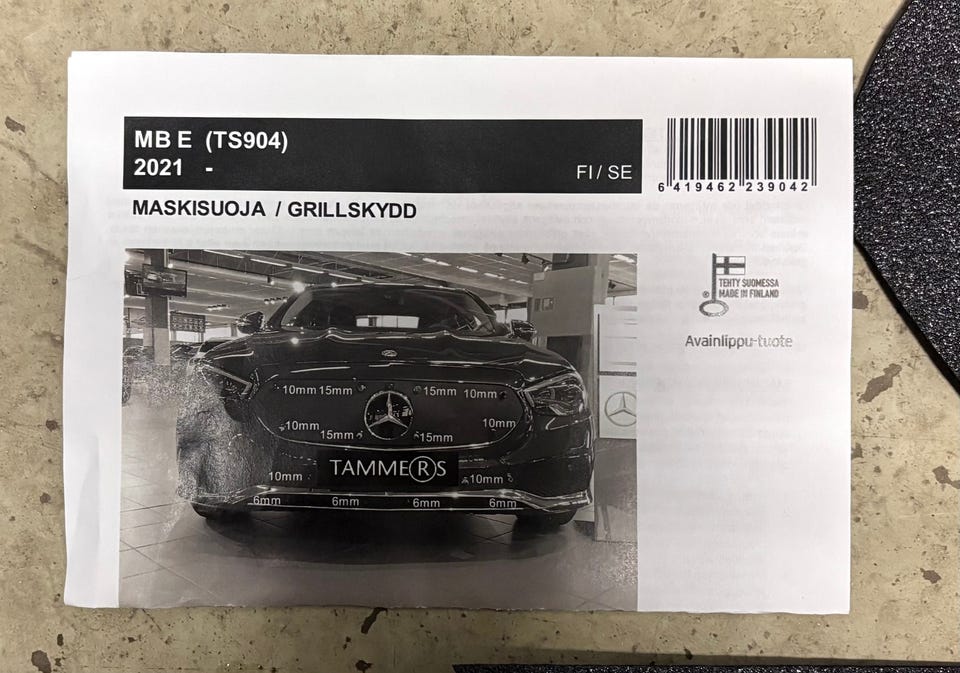 MB E (TS904)
2021 -
FI / SE
6 419462 239042
MASKISUOJA / GRILLSKYDD
TEHTY SUOMESSA
MADE IN FINLAND
®
Avainlippu-tuote
10mm 15mm 15mm 10mm
10mm 10mm
15mm 15mm
TAMME®S
10mm 10mm
6mm 6mm 6mm 6mm